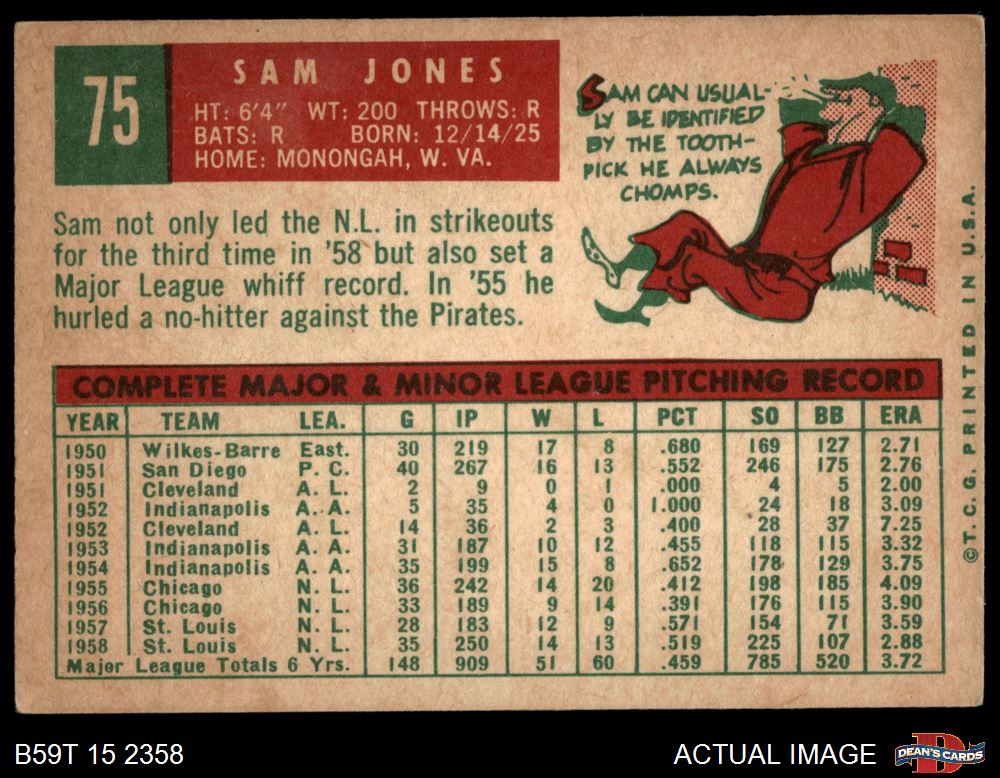 75
SAM JONES
HT: 6'4" WT: 200 THROWS: R
BATS: R BORN: 12/14/25
HOME: MONONGAH, W. VA.
SAM CAN USUAL-
LY BE IDENTIFIED
BY THE TOOTH-
PICK HE ALWAYS
CHOMPS.
Sam not only led the N.L. in strikeouts
for the third time in '58 but also set a
Major League whiff record. In '55 he
hurled a no-hitter against the Pirates.
COMPLETE MAJOR & MINOR LEAGUE PITCHING RECORD
YEAR TEAM LEA. G IP W L PCT SO BB ERA
1950 Wilkes-Barre East. 30 219 17 8 .680 169 127 2.71
1951 San Diego P. C. 40 267 16 13 .552 246 175 2.76
1951 Cleveland A. L. 2 9 0 1 .000 4 5 2.00
1952 Indianapolis A. A. 5 35 4 0 1.000 24 18 3.09
1952 Cleveland A. L. 14 36 2 3 .400 28 37 7.25
1953 Indianapolis A. A. 31 187 10 12 .455 118 115 3.32
1954 Indianapolis A. A. 35 199 15 8 .652 178 129 3.75
1955 Chicago N. L. 36 242 14 20 .412 198 185 4.09
1956 Chicago N. L. 33 189 9 14 .391 176 115 3.90
1957 St. Louis N. L. 28 183 12 9 .571 154 71 3.59
1958 St. Louis N. L. 35 250 14 13 .519 225 107 2.88
Major League Totals 6 Yrs. 148 909 51 60 .459 785 520 3.72
©T. C. G. PRINTED IN U.S.A.
B59T 15 2358
ACTUAL IMAGE
D
DEAN'S CARDS